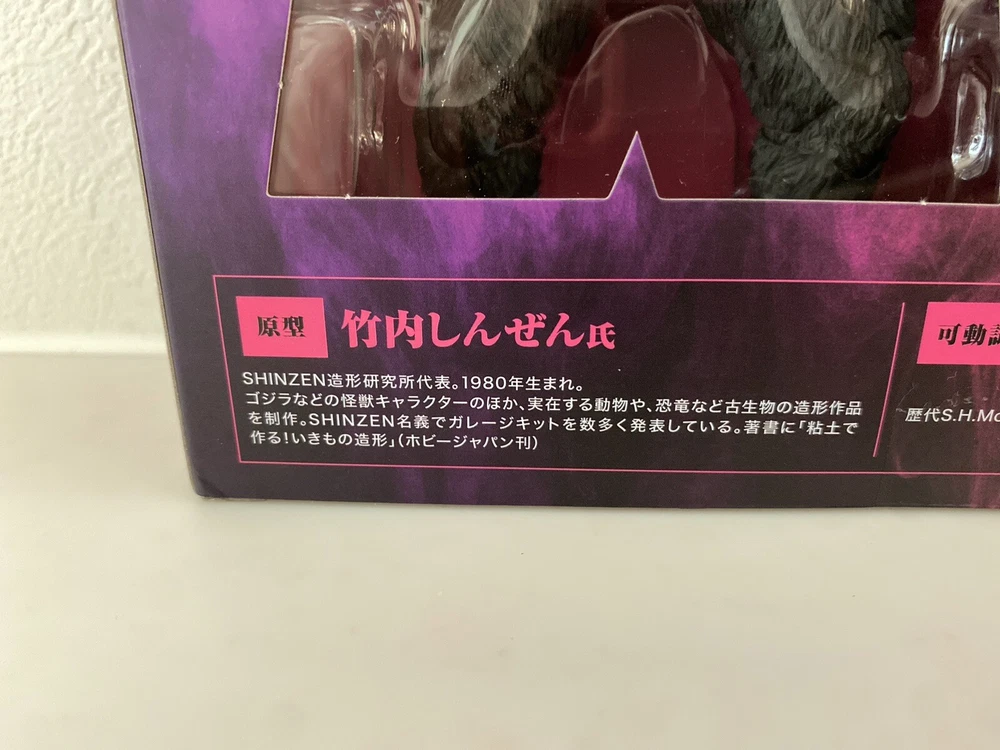 原型
竹内しんぜん氏
SHINZEN造形研究所代表。1980年生まれ。
ゴジラなどの怪獣キャラクターのほか、実在する動物や、恐竜など古生物の造形作品
を制作。SHINZEN名義でガレージキットを数多く発表している。著書に「粘土で
作る!いきもの造形」(ホビージャパン刊)
可動
歴代S.H.Mo